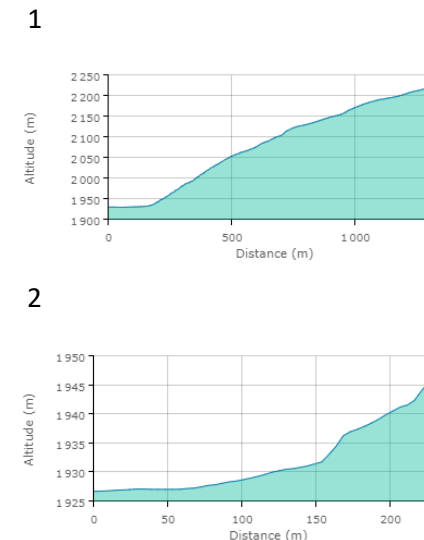 1
2 250
2 200
2 150
2 100
2 050
2 000
1 950
1 900
Altitude (m)
0 500 1 000
Distance (m)
2
1 950
1 945
1 940
1 935
1 930
1 925
Altitude (m)
0 50 100 150 200
Distance (m)